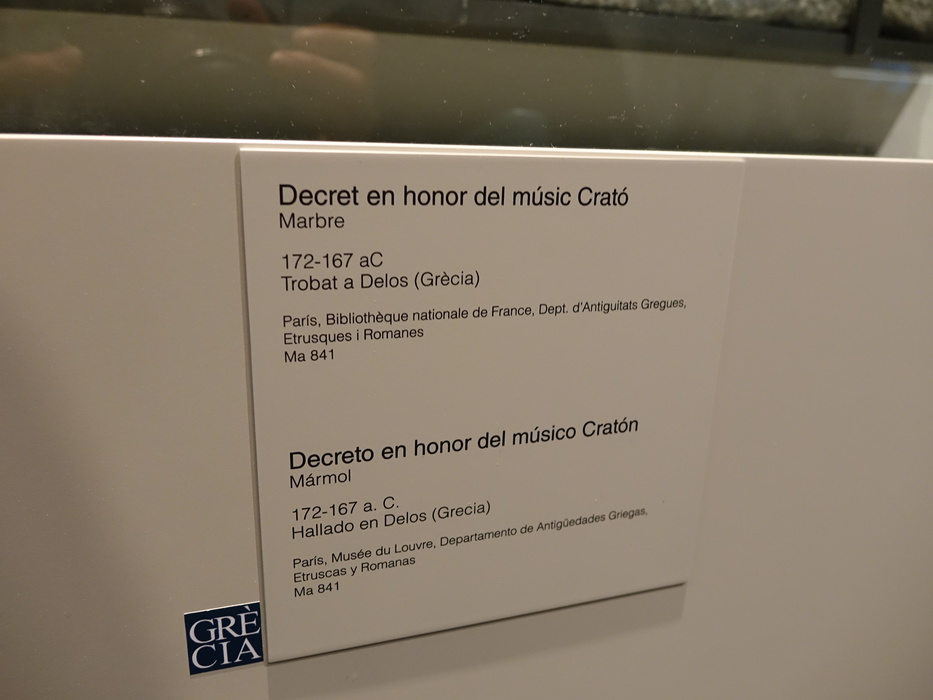 Decret en honor del músic Crató
Marbre
172-167 aC
Trobat a Delos (Grècia)
París, Bibliothèque nationale de France, Dept. d'Antiguitats Gregues,
Etrusques i Romanes
Ma 841
Decreto en honor del músico Cratón
Mármol
172-167 a. C.
Hallado en Delos (Grecia)
París, Musée du Louvre, Departamento de Antigüedades Griegas,
Etruscas y Romanas
Ma 841
GRÈ
CIA